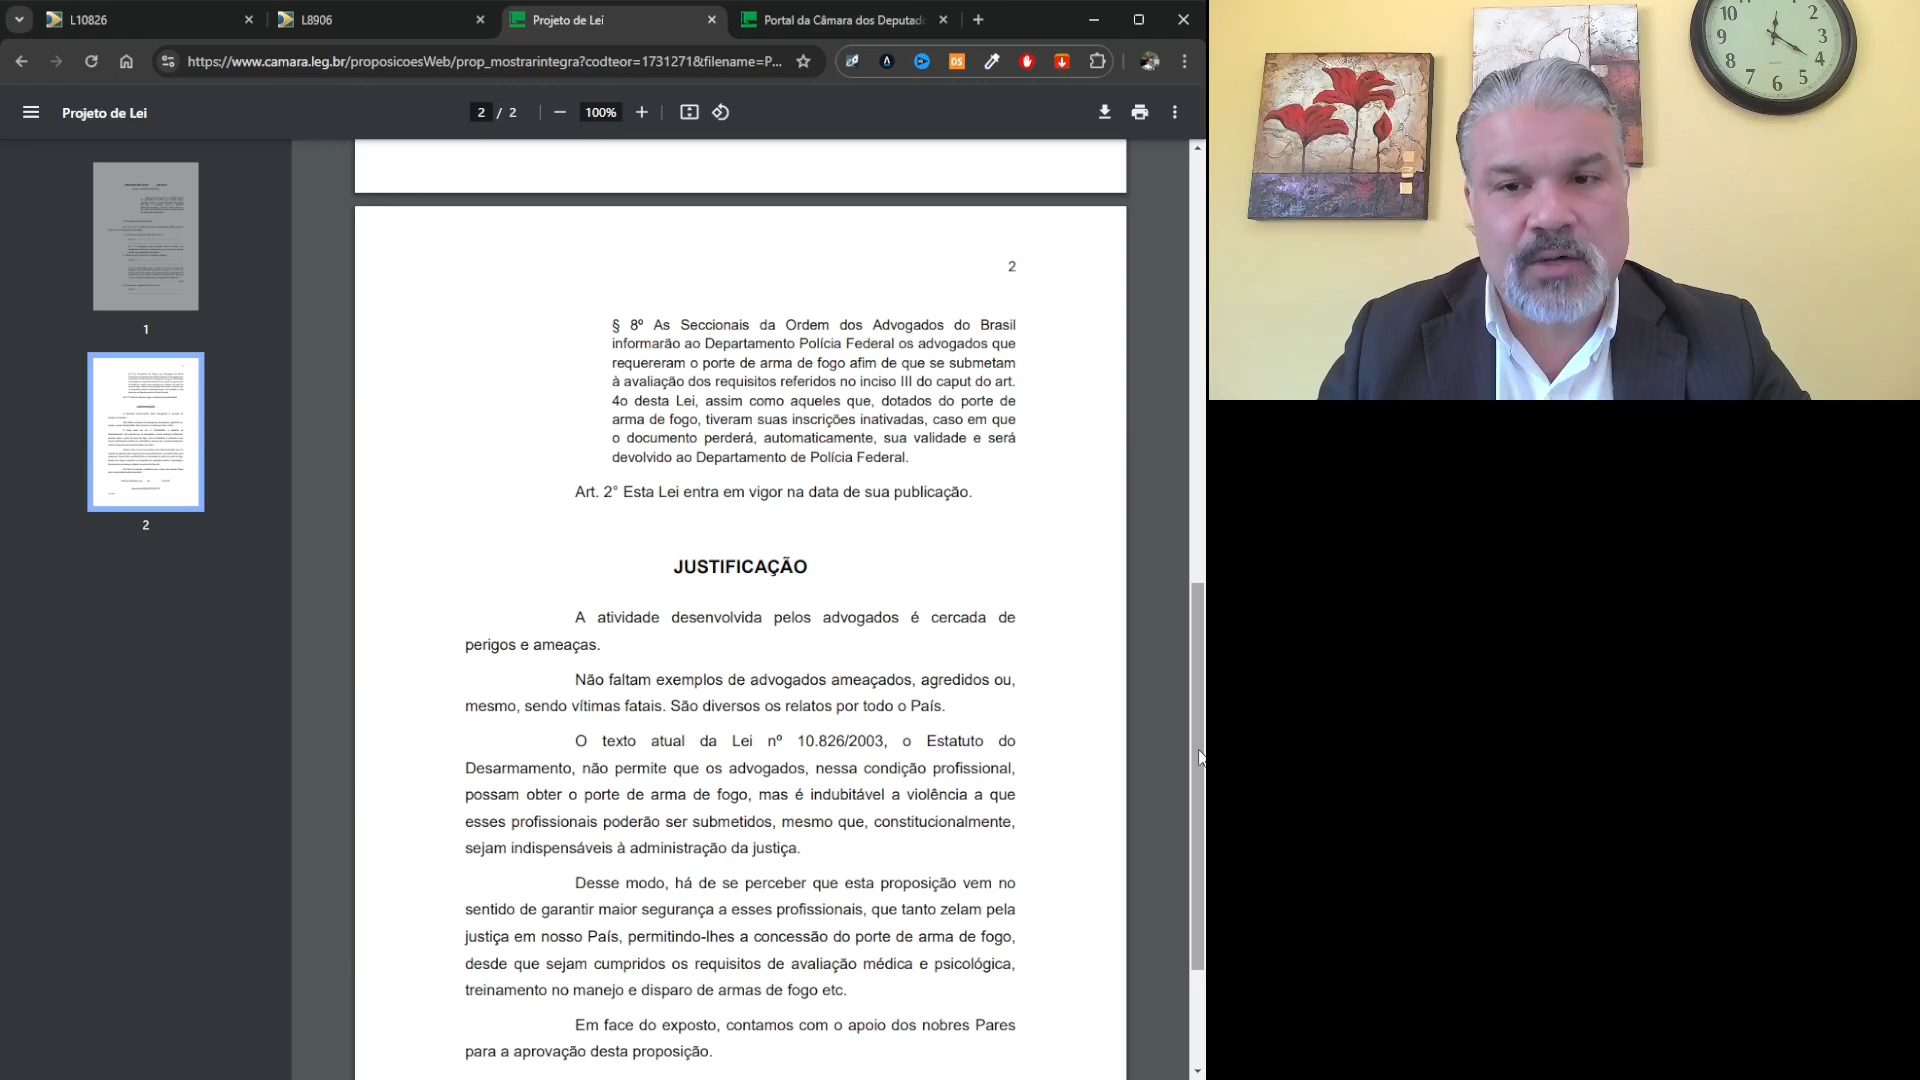 L10826
L8906
Projeto de Lei
Portal da Câmara dos Deputado
https://www.camara.leg.br/proposicoesWeb/prop_mostrarintegra?codteor=1731271&filename=P...
DS
Projeto de Lei
2 / 2
100%
1
2
2
§ 8º As Seccionais da Ordem dos Advogados do Brasil
informarão ao Departamento Polícia Federal os advogados que
requereram o porte de arma de fogo afim de que se submetam
à avaliação dos requisitos referidos no inciso III do caput do art.
4o desta Lei, assim como aqueles que, dotados do porte de
arma de fogo, tiveram suas inscrições inativadas, caso em que
o documento perderá, automaticamente, sua validade e será
devolvido ao Departamento de Polícia Federal.
Art. 2° Esta Lei entra em vigor na data de sua publicação.
JUSTIFICAÇÃO
A atividade desenvolvida pelos advogados é cercada de
perigos e ameaças.
Não faltam exemplos de advogados ameaçados, agredidos ou,
mesmo, sendo vítimas fatais. São diversos os relatos por todo o País.
O texto atual da Lei nº 10.826/2003, o Estatuto do
Desarmamento, não permite que os advogados, nessa condição profissional,
possam obter o porte de arma de fogo, mas é indubitável a violência a que
esses profissionais poderão ser submetidos, mesmo que, constitucionalmente,
sejam indispensáveis à administração da justiça.
Desse modo, há de se perceber que esta proposição vem no
sentido de garantir maior segurança a esses profissionais, que tanto zelam pela
justiça em nosso País, permitindo-lhes a concessão do porte de arma de fogo,
desde que sejam cumpridos os requisitos de avaliação médica e psicológica,
treinamento no manejo e disparo de armas de fogo etc.
Em face do exposto, contamos com o apoio dos nobres Pares
para a aprovação desta proposição.
10 12 2
9 3
8 4
7 6 5